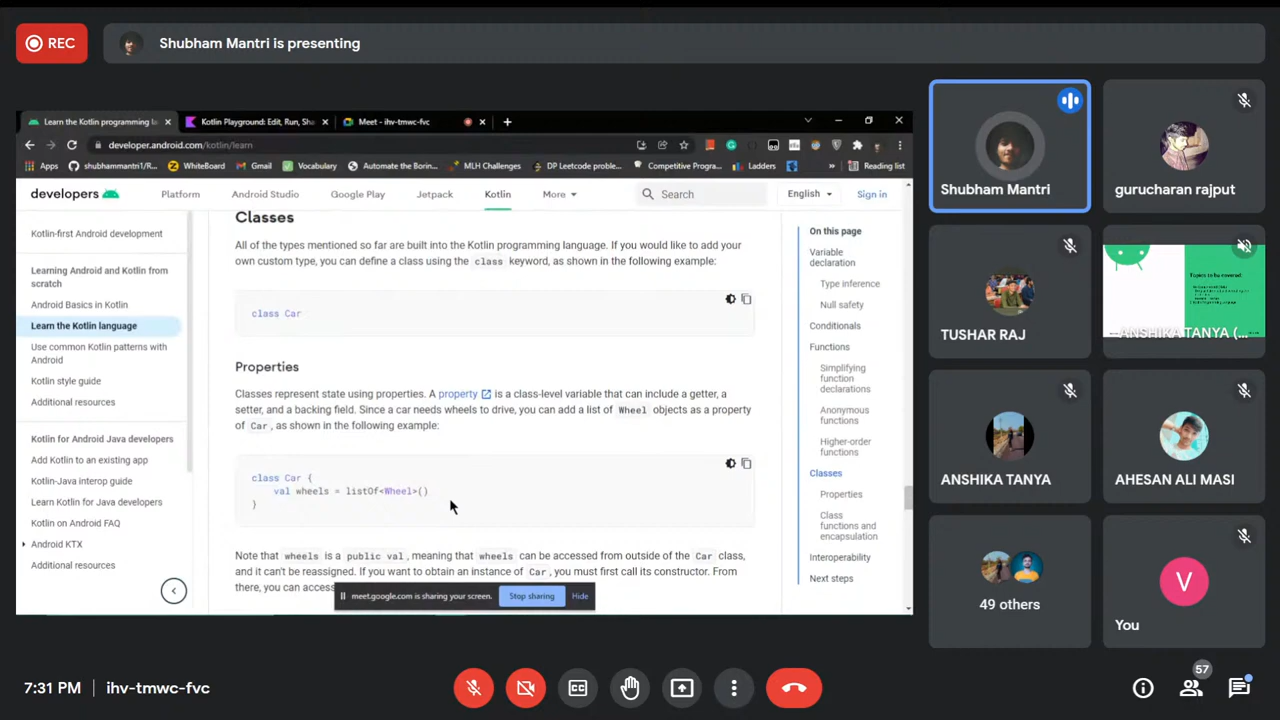 REC
Shubham Mantri is presenting
Learn the Kotlin programming la
Kotlin Playground: Edit, Run, Sha
Meet - ihv-tmwc-fvc
developer.android.com/kotlin/learn
Apps
shubhammantri1/R...
WhiteBoard
Gmail
Vocabulary
Automate the Borin...
MLH Challenges
DP Leetcode proble...
Competitive Progra...
Ladders
Reading list
developers
Platform
Android Studio
Google Play
Jetpack
Kotlin
More
Search
English
Sign in
Kotlin-first Android development
Learning Android and Kotlin from
scratch
Android Basics in Kotlin
Learn the Kotlin language
Use common Kotlin patterns with
Android
Kotlin style guide
Additional resources
Kotlin for Android Java developers
Add Kotlin to an existing app
Kotlin-Java interop guide
Learn Kotlin for Java developers
Kotlin on Android FAQ
Android KTX
Additional resources
Classes
All of the types mentioned so far are built into the Kotlin programming language. If you would like to add your
own custom type, you can define a class using the class keyword, as shown in the following example:
class Car
Properties
Classes represent state using properties. A property is a class-level variable that can include a getter, a
setter, and a backing field. Since a car needs wheels to drive, you can add a list of Wheel objects as a property
of Car, as shown in the following example:
class Car {
val wheels = listOf<Wheel>()
}
Note that wheels is a public val, meaning that wheels can be accessed from outside of the Car class,
and it can't be reassigned. If you want to obtain an instance of Car, you must first call its constructor. From
there, you can access
meet.google.com is sharing your screen.
Stop sharing
Hide
On this page
Variable
declaration
Type inference
Null safety
Conditionals
Functions
Simplifying
function
declarations
Anonymous
functions
Higher-order
functions
Classes
Properties
Class
functions and
encapsulation
Interoperability
Next steps
Shubham Mantri
gurucharan rajput
TUSHAR RAJ
Topics to be covered
ANSHIKA TANYA (...
ANSHIKA TANYA
AHESAN ALI MASI
49 others
V
You
7:31 PM
ihv-tmwc-fvc
CC
57